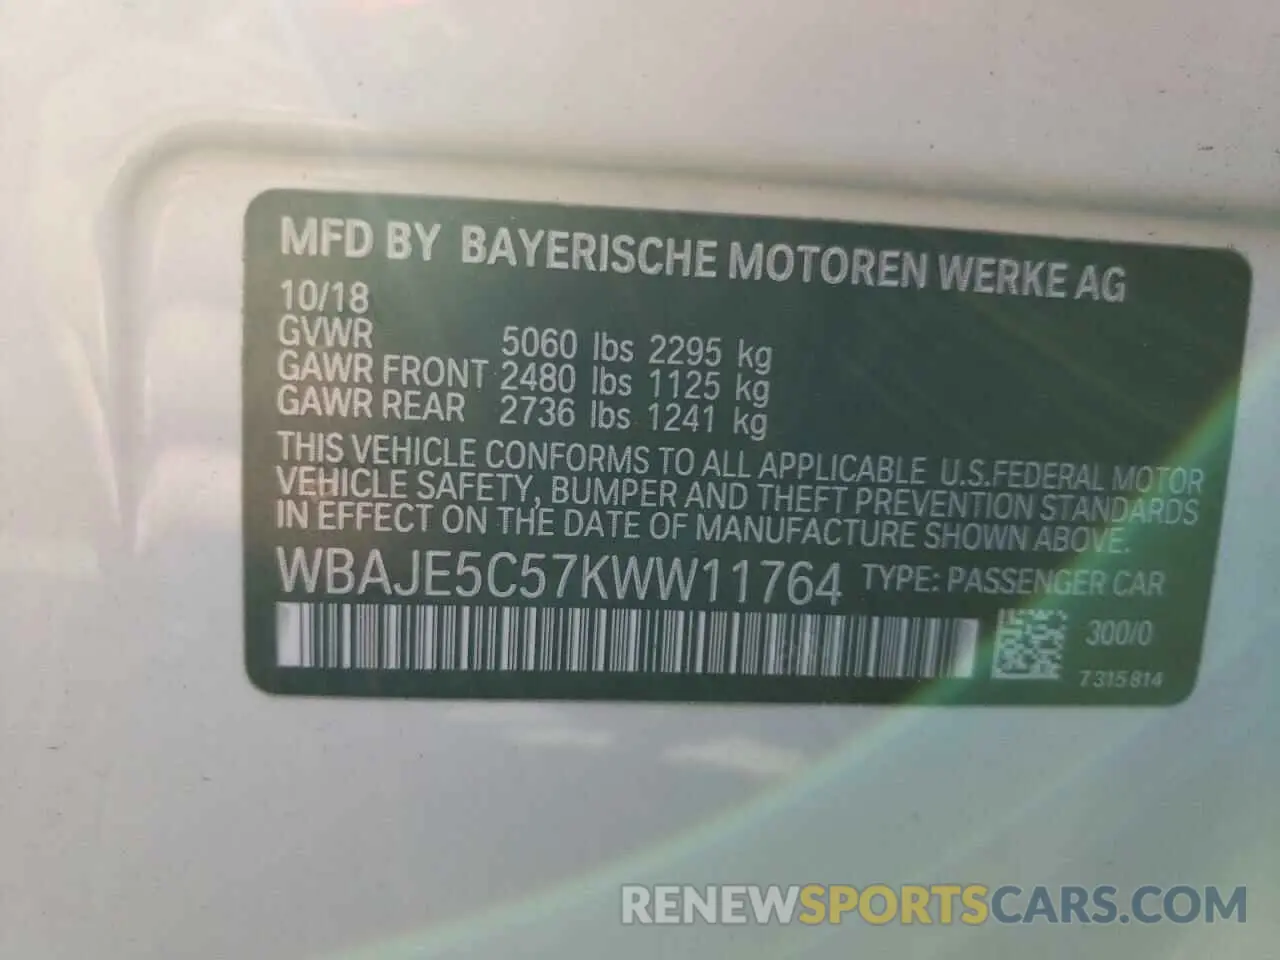 MFD BY BAYERISCHE MOTOREN WERKE AG
10/18
GVWR 5060 lbs 2295 kg
GAWR FRONT 2480 lbs 1125 kg
GAWR REAR 2736 lbs 1241 kg
THIS VEHICLE CONFORMS TO ALL APPLICABLE U.S.FEDERAL MOTOR
VEHICLE SAFETY, BUMPER AND THEFT PREVENTION STANDARDS
IN EFFECT ON THE DATE OF MANUFACTURE SHOWN ABOVE.
WBAJE5C57KWW11764 TYPE: PASSENGER CAR
300/0
7315814
RENEWSPORTSCARS.COM